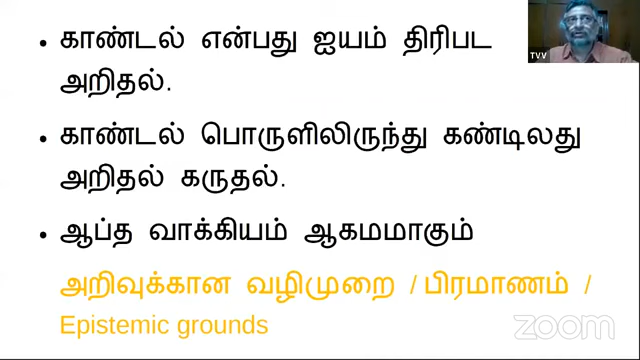 • காண்டல் என்பது ஐயம் திரிபட
அறிதல்.
• காண்டல் பொருளிலிருந்து கண்டிலது
அறிதல் கருதல்.
• ஆப்த வாக்கியம் ஆகமமாகும்
அறிவுக்கான வழிமுறை / பிரமாணம் /
Epistemic grounds
TVV
zoom